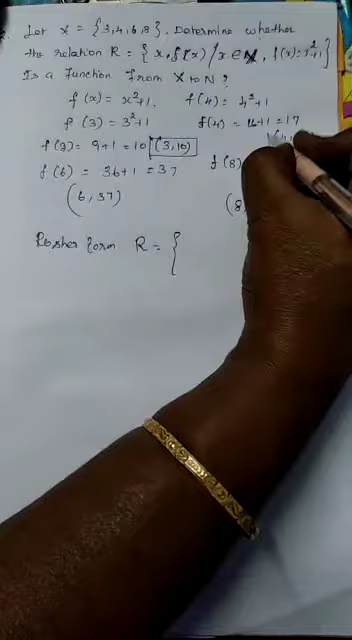 Let x = {3,4,6,8}. Determine whether
the relation R = { x, f(x) / x ∈ N, f(x) = x²+1}
Is a Function From X to N ?
f(x) = x²+1, f(4) = 4²+1
f(3) = 3²+1 f(4) = 16+1 = 17
f(3) = 9+1 = 10 (3,10)
f(6) = 36+1 = 37 f(8)
(6,37) (8,
Rosher form R = {